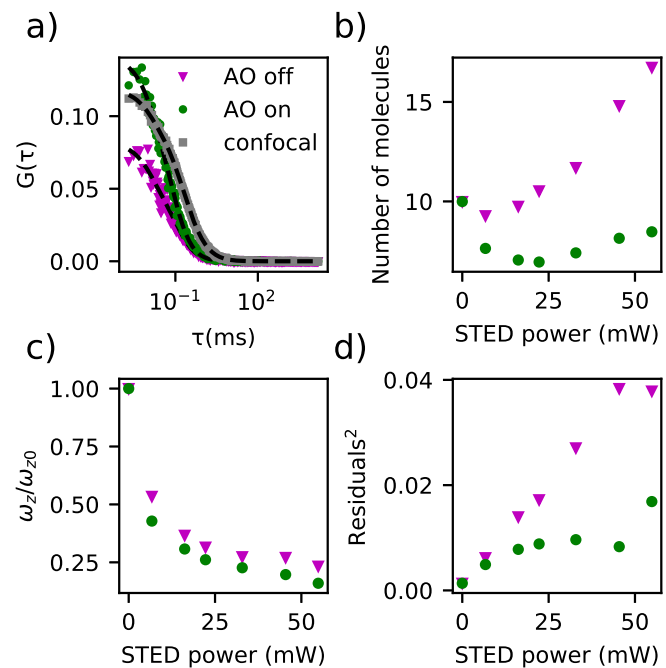 a)
G(τ)
0.10
0.05
0.00
AO off
AO on
confocal
10⁻¹
10²
τ(ms)
b)
Number of molecules
15
10
0
25
50
STED power (mW)
c)
ω_z/ω_z0
1.00
0.75
0.50
0.25
0
25
50
STED power (mW)
d)
Residuals²
0.04
0.02
0.00
0
25
50
STED power (mW)